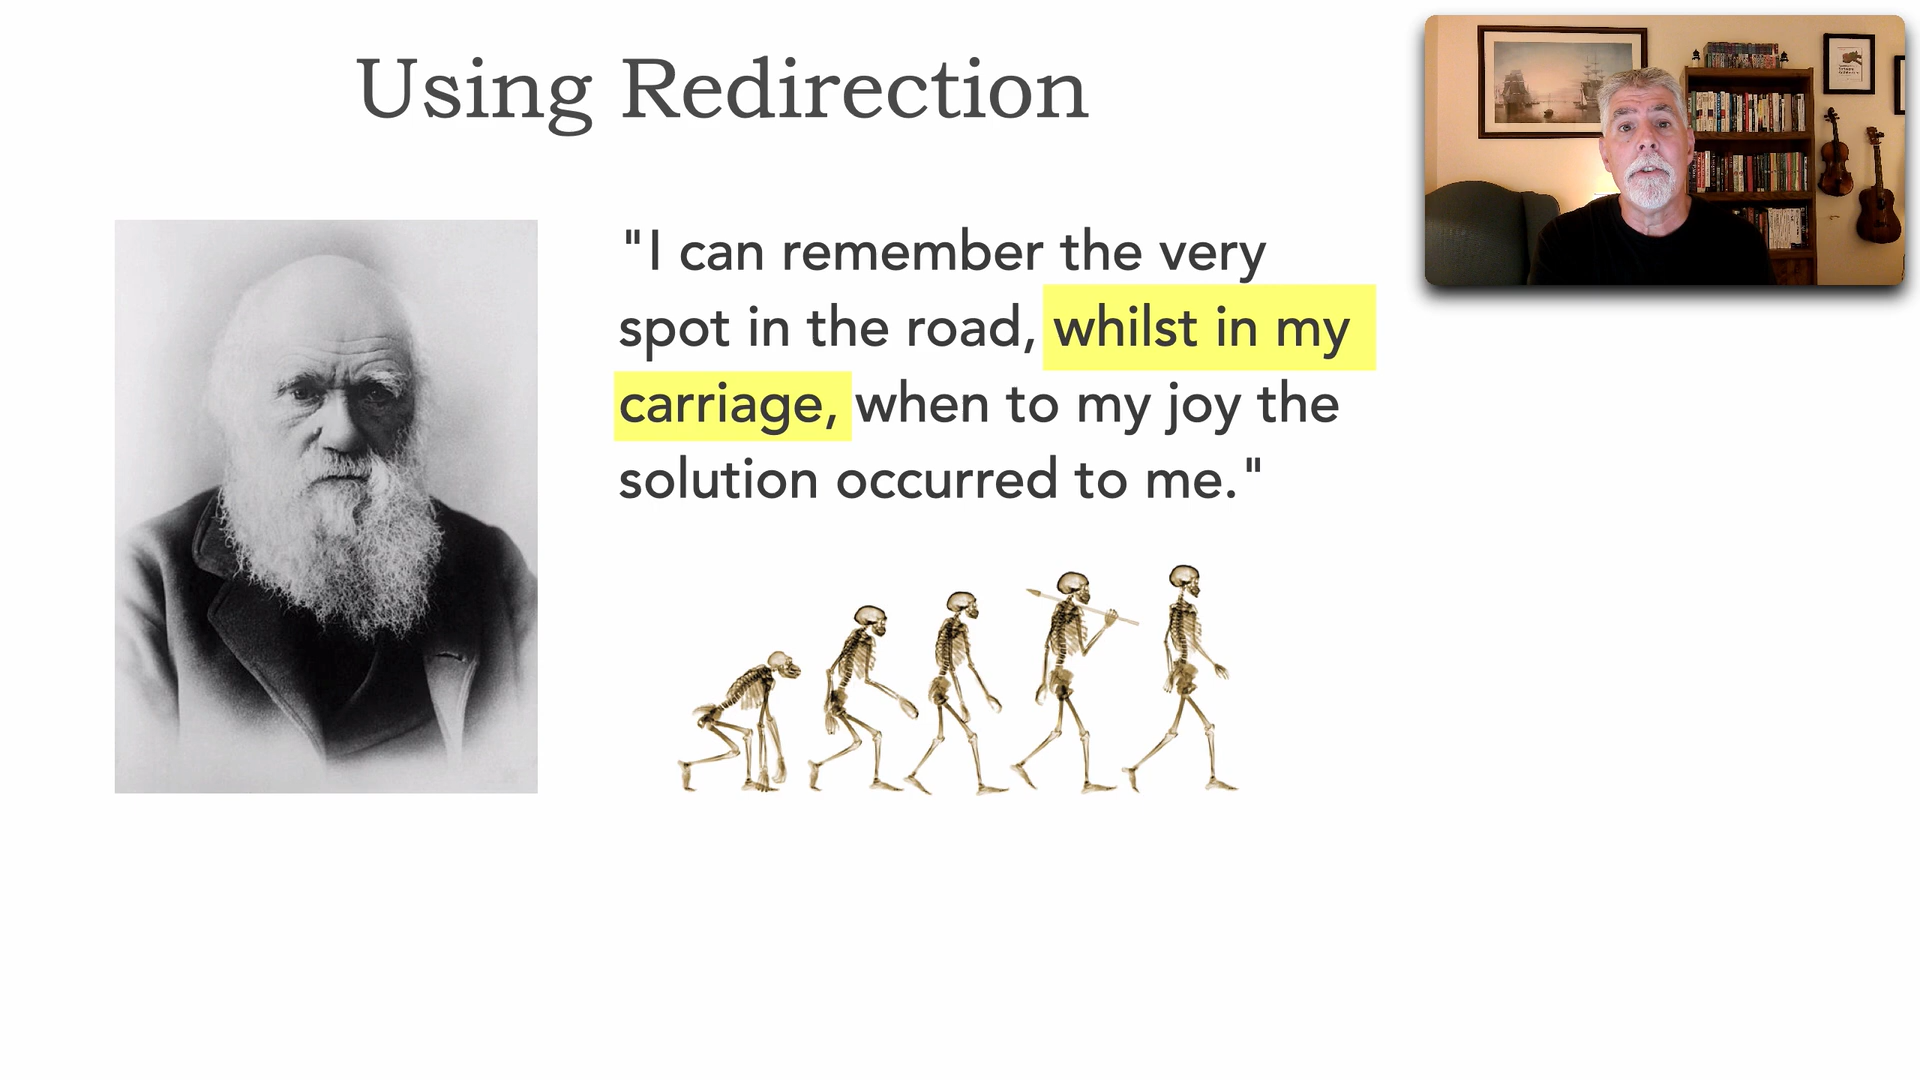 Using Redirection
"I can remember the very
spot in the road, whilst in my
carriage, when to my joy the
solution occurred to me."